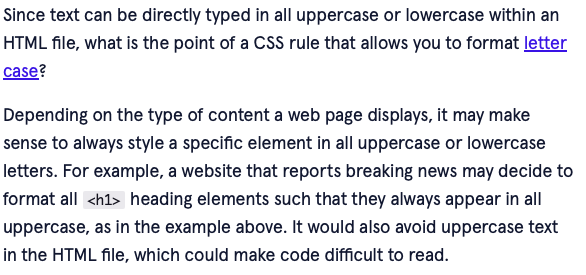 Since text can be directly typed in all uppercase or lowercase within an
HTML file, what is the point of a CSS rule that allows you to format letter
case?
Depending on the type of content a web page displays, it may make
sense to always style a specific element in all uppercase or lowercase
letters. For example, a website that reports breaking news may decide to
format all <h1> heading elements such that they always appear in all
uppercase, as in the example above. It would also avoid uppercase text
in the HTML file, which could make code difficult to read.